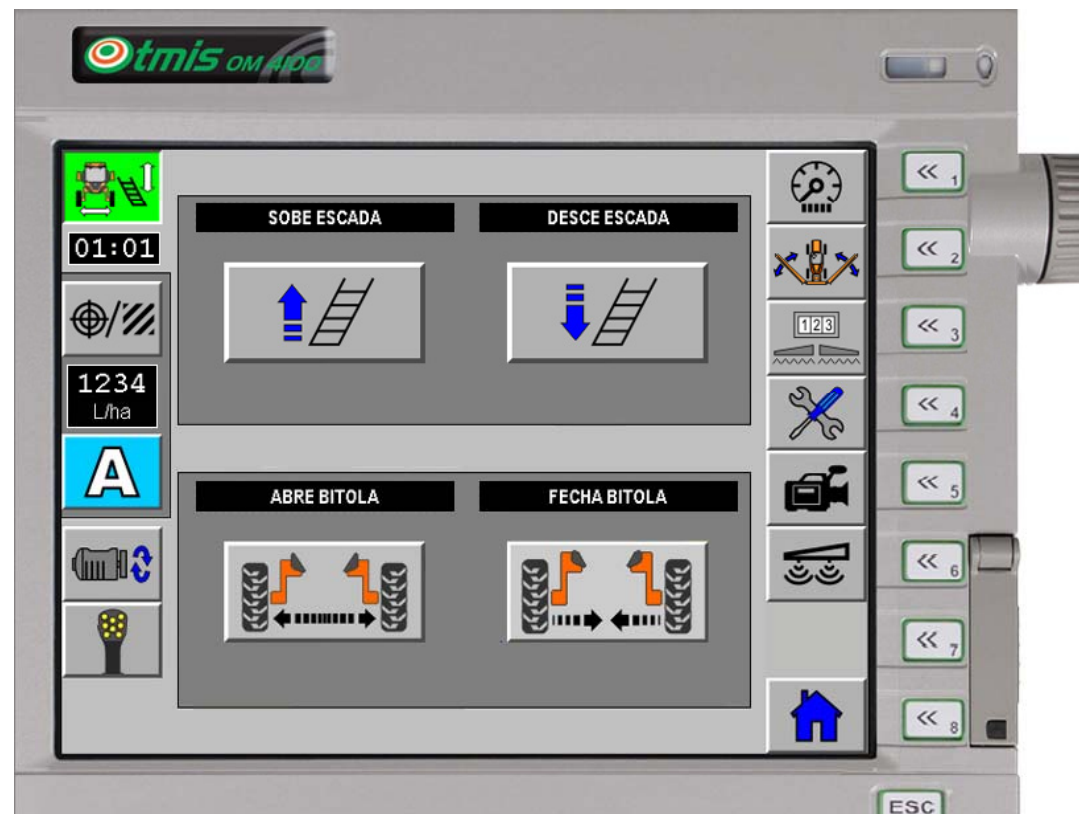 Otmis OM 4100
SOBE ESCADA
DESCE ESCADA
01:01
1234
L/ha
A
123
ABRE BITOLA
FECHA BITOLA
<< 1
<< 2
<< 3
<< 4
<< 5
<< 6
<< 7
<< 8
ESC